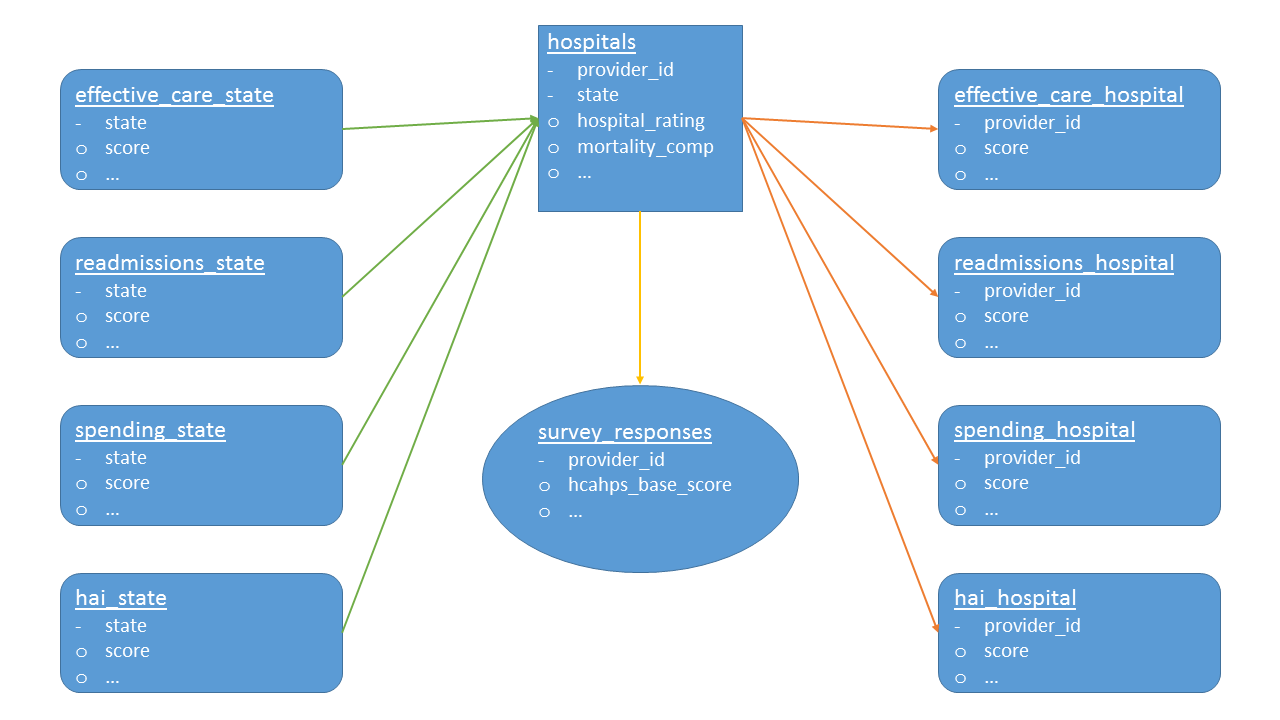 hospitals
- provider_id
- state
o hospital_rating
o mortality_comp
o ...
effective_care_state
- state
o score
o ...
readmissions_state
- state
o score
o ...
spending_state
- state
o score
o ...
hai_state
- state
o score
o ...
survey_responses
- provider_id
o hcahps_base_score
o ...
effective_care_hospital
- provider_id
o score
o ...
readmissions_hospital
- provider_id
o score
o ...
spending_hospital
- provider_id
o score
o ...
hai_hospital
- provider_id
o score
o ...